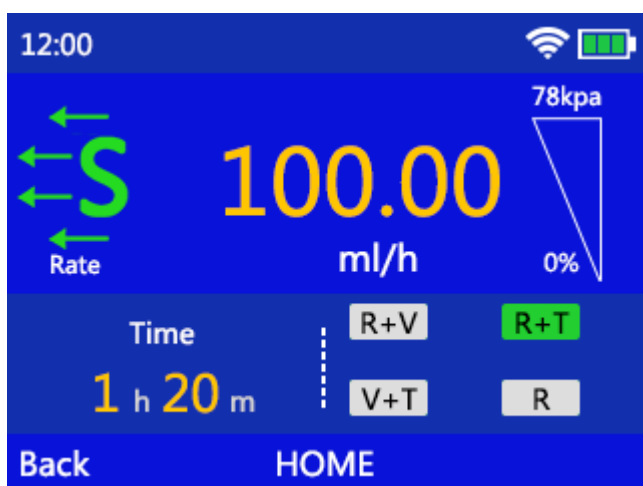 12:00
78kpa
S
100.00
Rate
ml/h
0%
Time
R+V
R+T
1 h 20 m
V+T
R
Back
HOME